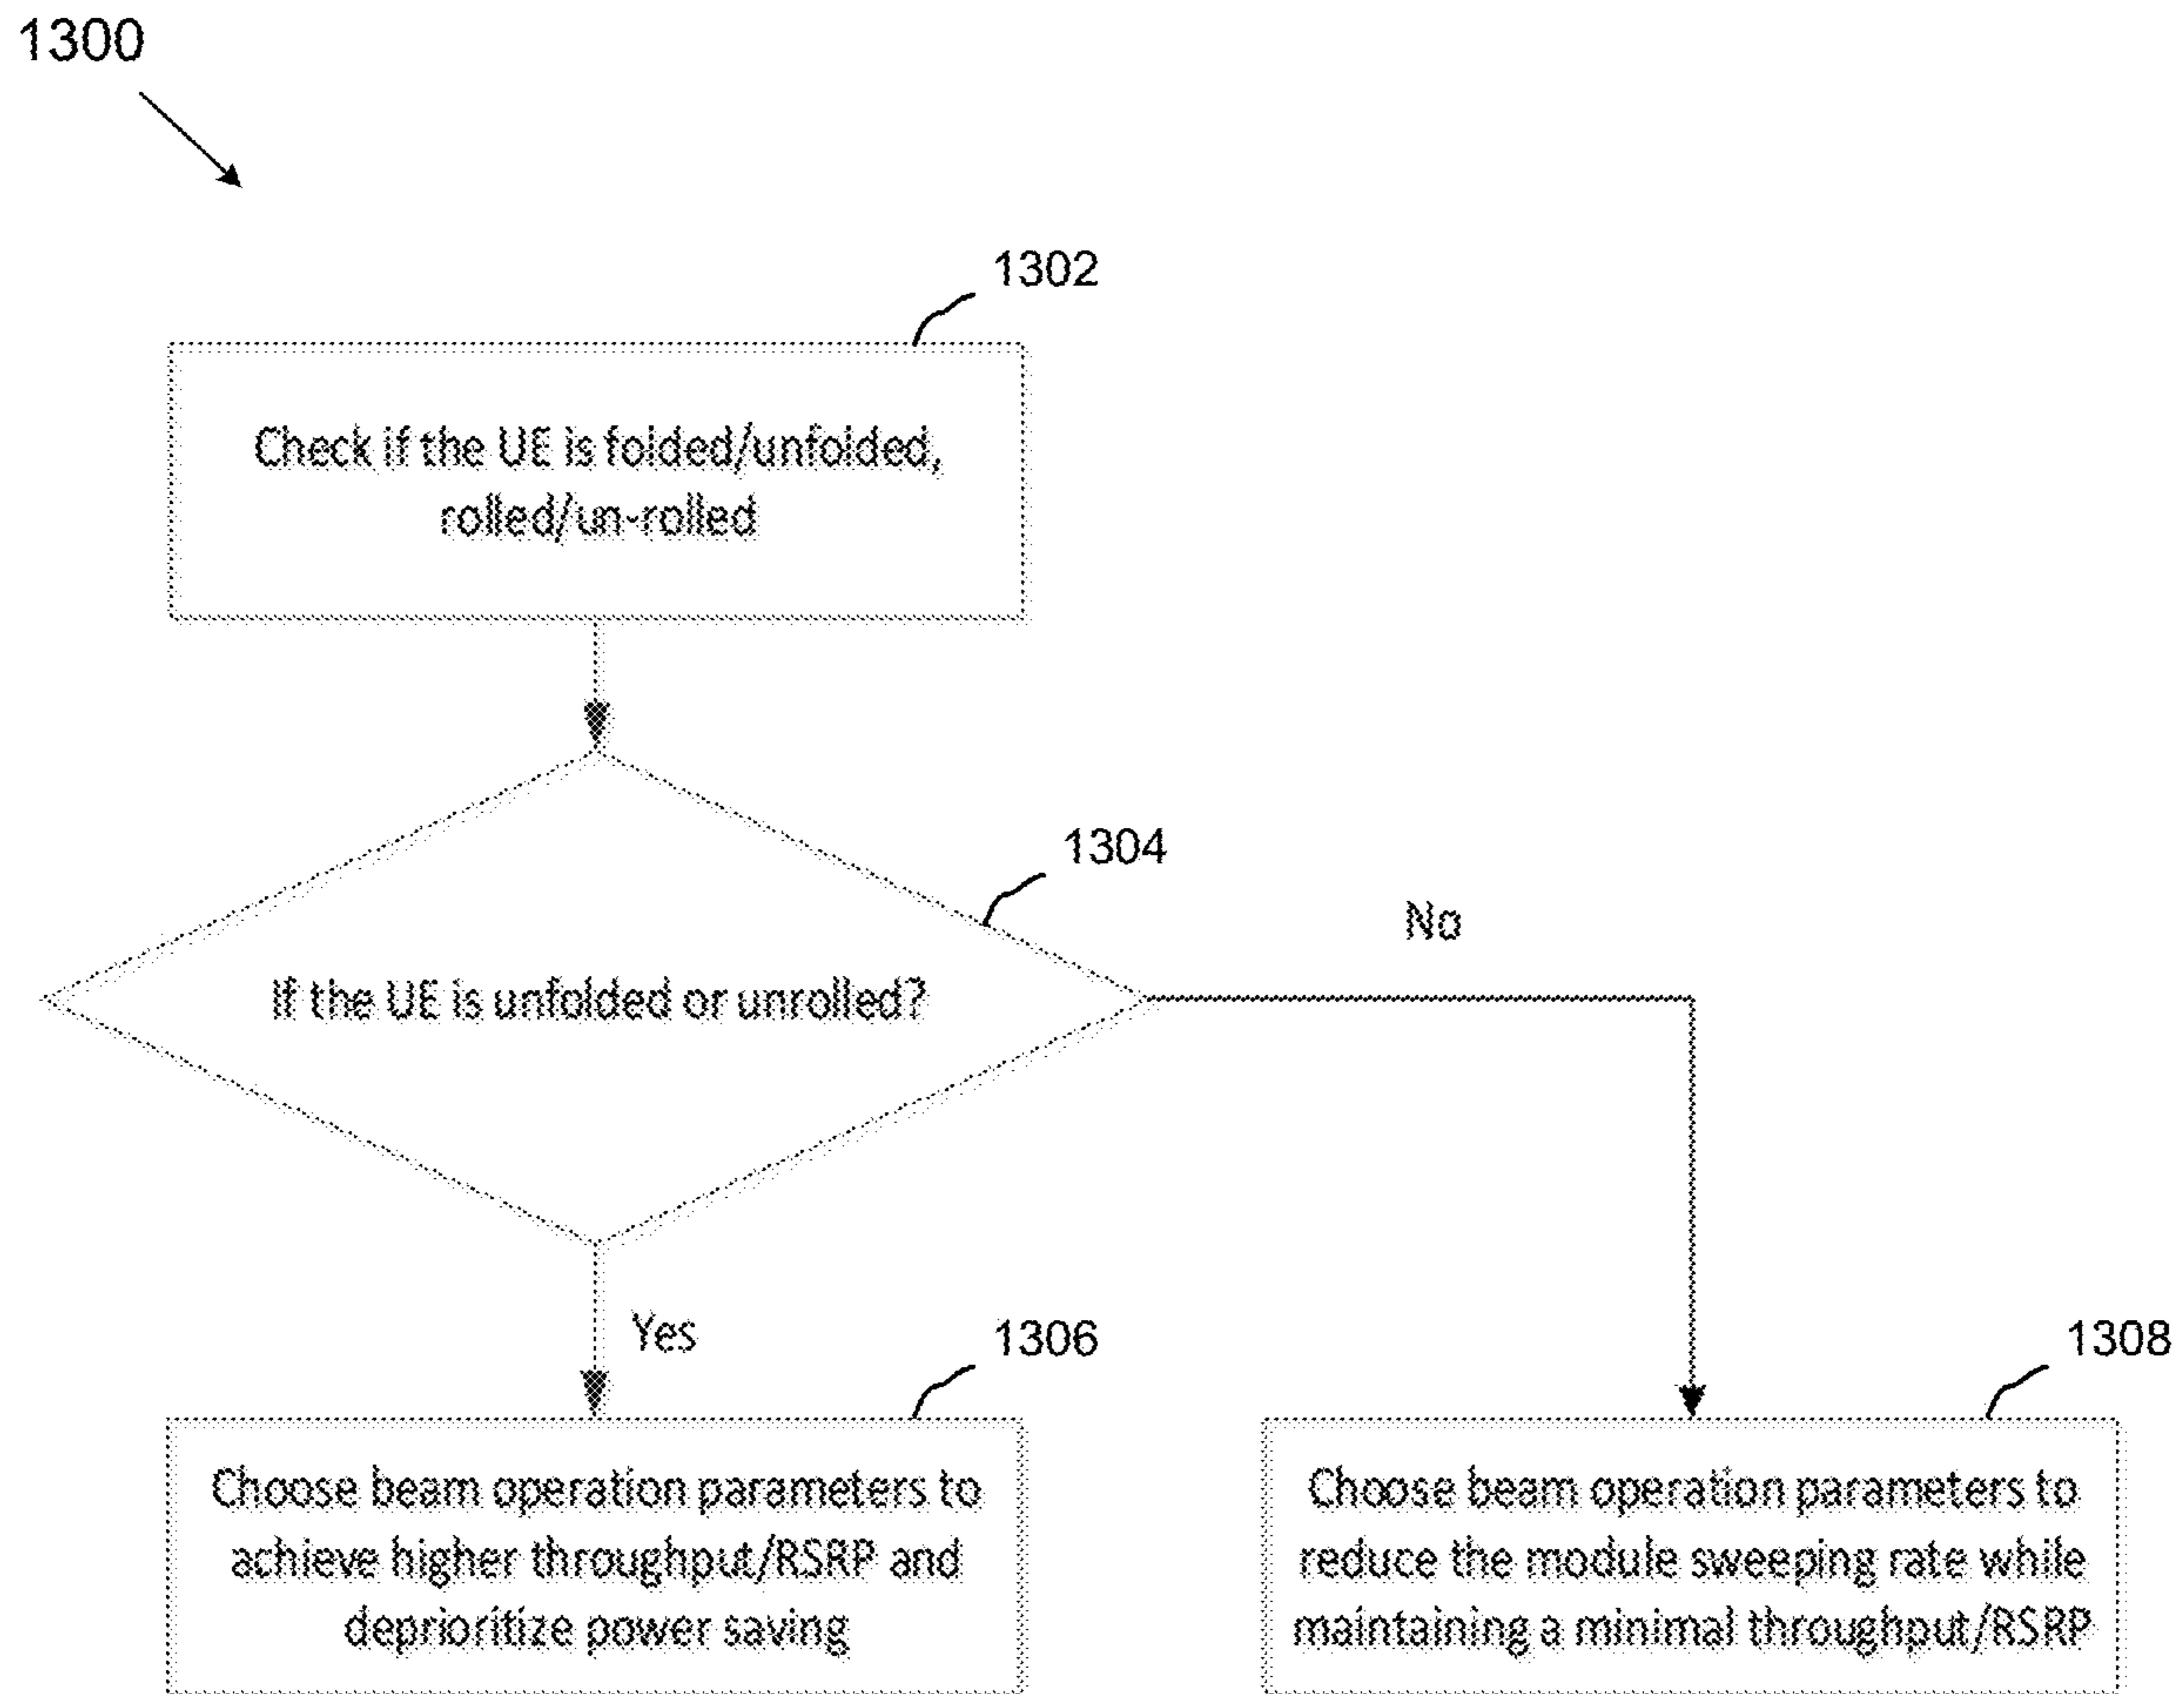 1300
1302
Check if the UE is folded/unfolded,
rolled/un-rolled
1304
If the UE is unfolded or unrolled?
No
Yes
1306
Choose beam operation parameters to
achieve higher throughput/RSRP and
deprioritize power saving
1308
Choose beam operation parameters to
reduce the module sweeping rate while
maintaining a minimal throughput/RSRP